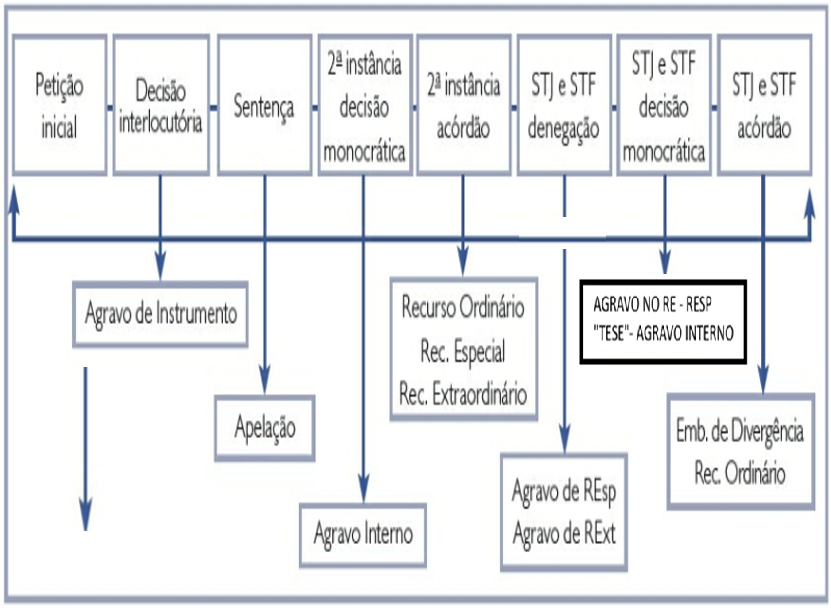 Petição
inicial
Decisão
interlocutória
Sentença
2ª instância
decisão
monocrática
2ª instância
acórdão
STJ e STF
denegação
STJ e STF
decisão
monocrática
STJ e STF
acórdão
Agravo de Instrumento
Apelação
Agravo Interno
Recurso Ordinário
Rec. Especial
Rec. Extraordinário
Agravo de REsp
Agravo de RExt
AGRAVO NO RE - RESP
"TESE"- AGRAVO INTERNO
Emb. de Divergência
Rec. Ordinário